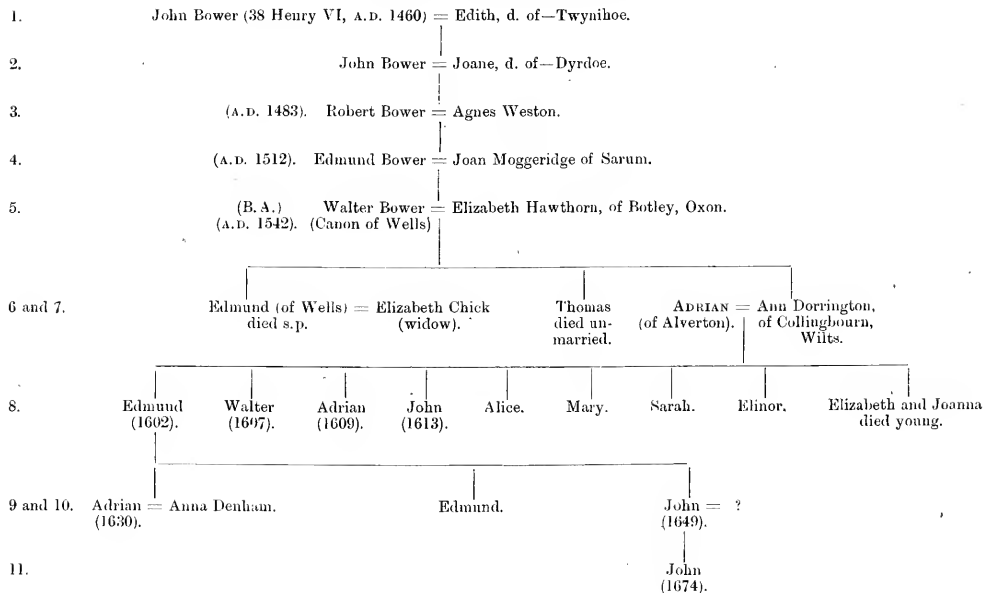 1. John Bower (38 Henry VI, A.D. 1460) = Edith, d. of—Twynihoe.
2. John Bower = Joane, d. of—Dyrdoe.
3. (A.D. 1483). Robert Bower = Agnes Weston.
4. (A.D. 1512). Edmund Bower = Joan Moggeridge of Sarum.
5. (B.A.) Walter Bower = Elizabeth Hawthorn, of Botley, Oxon.
(A.D. 1542). (Canon of Wells)
6 and 7. Edmund (of Wells) = Elizabeth Chick Thomas ADRIAN = Ann Dorrington,
died s.p. (widow). died un- (of Alverton). of Collingbourn,
married. Wilts.
8. Edmund Walter Adrian John Alice. Mary. Sarah. Elinor. Elizabeth and Joanna
(1602). (1607). (1609). (1613). died young.
9 and 10. Adrian = Anna Denham. Edmund. John = ?
(1630). (1649).
11. John
(1674).